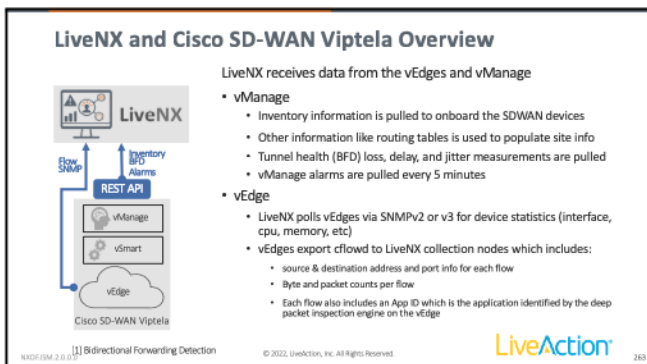 LiveNX and Cisco SD-WAN Viptela Overview
LiveNX receives data from the vEdges and vManage
• vManage
• Inventory information is pulled to onboard the SDWAN devices
• Other information like routing tables is used to populate site info
• Tunnel health (BFD) loss, delay, and jitter measurements are pulled
• vManage alarms are pulled every 5 minutes
• vEdge
• LiveNX polls vEdges via SNMPv2 or v3 for device statistics (interface,
cpu, memory, etc)
• vEdges export cflowd to LiveNX collection nodes which includes:
• source & destination address and port info for each flow
• Byte and packet counts per flow
• Each flow also includes an App ID which is the application identified by the deep
packet inspection engine on the vEdge
LiveNX
Flow
SNMP
Inventory
BFD
Alarms
REST API
vManage
vSmart
vEdge
Cisco SD-WAN Viptela
[1] Bidirectional Forwarding Detection
NXOF.ISM.2.0.0.0
© 2022, LiveAction, Inc. All Rights Reserved.
LiveAction
263